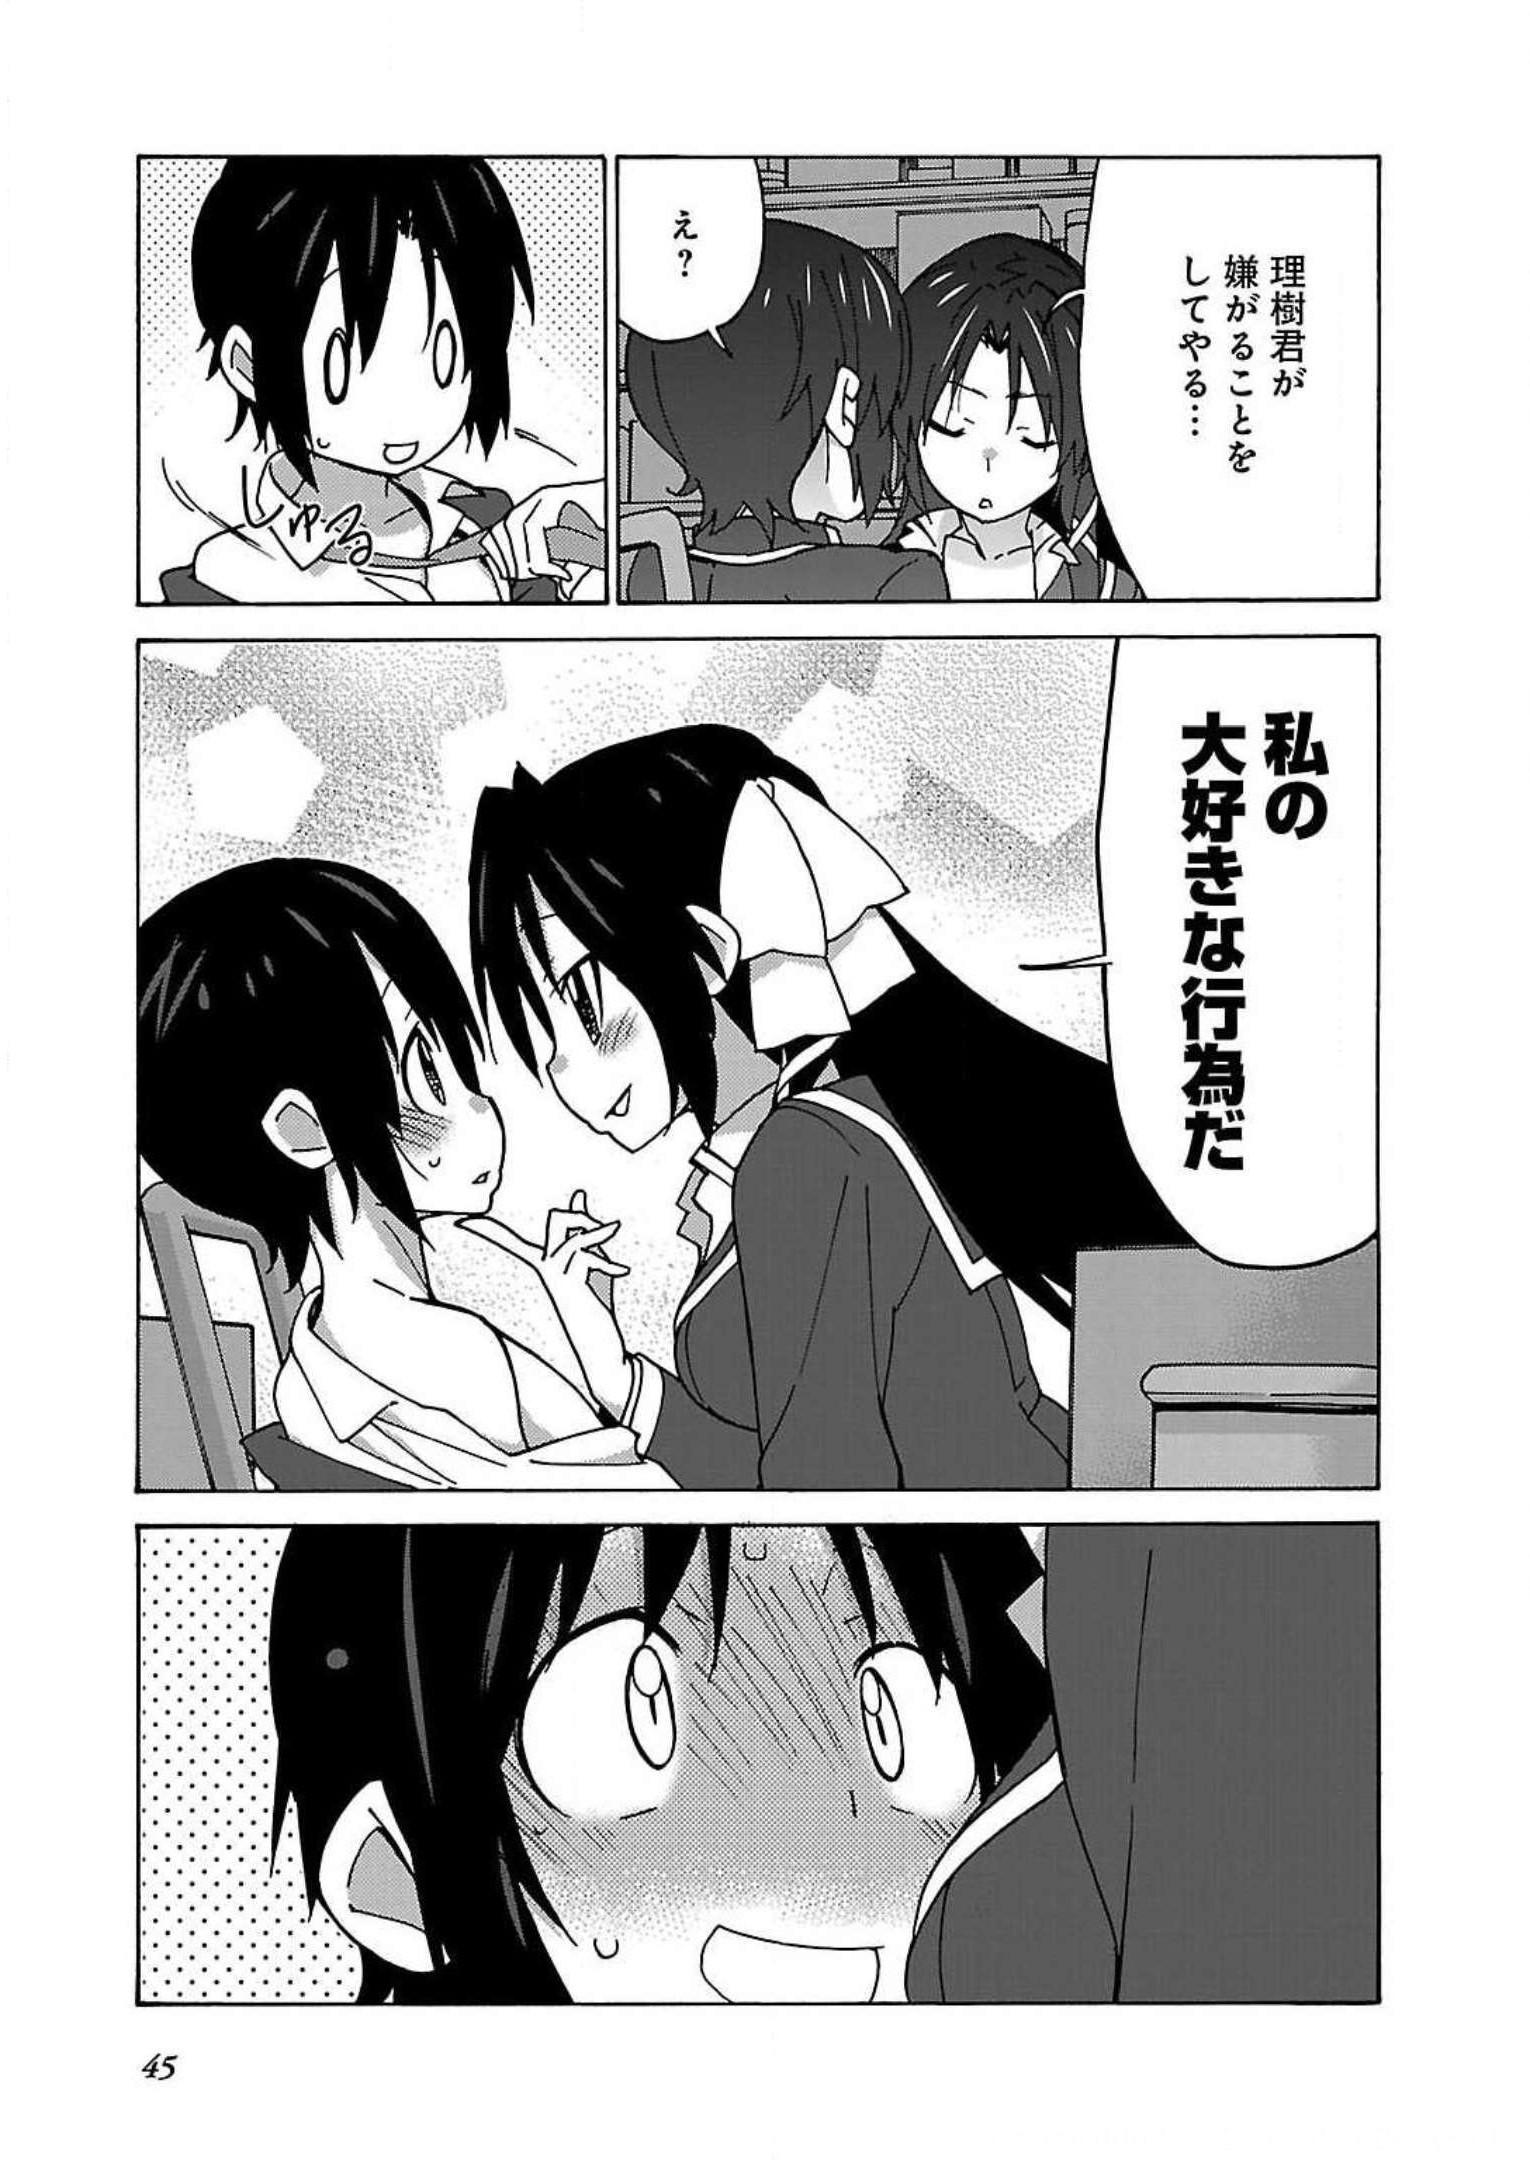 理樹君が
嫌がることを
してやる…
え？
しゅる
私の
大好きな行為だ
45